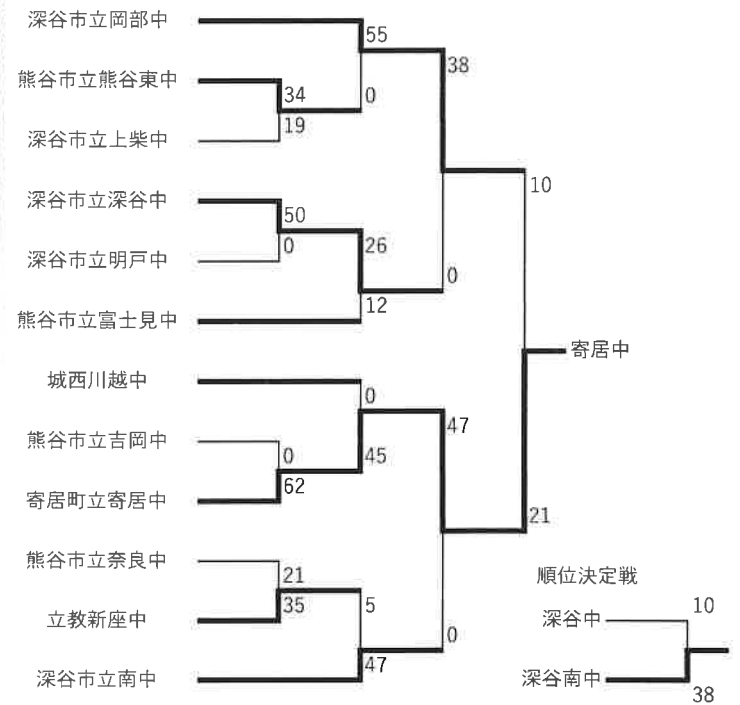 深谷市立岡部中
55
38
熊谷市立熊谷東中
34
0
19
深谷市立上柴中
10
深谷市立深谷中
50
0
26
深谷市立明戸中
0
12
熊谷市立富士見中
寄居中
城西川越中
0
47
熊谷市立吉岡中
0
45
62
寄居町立寄居中
21
熊谷市立奈良中
21
35
5
立教新座中
0
47
深谷市立南中
順位決定戦
深谷中
10
深谷南中
38